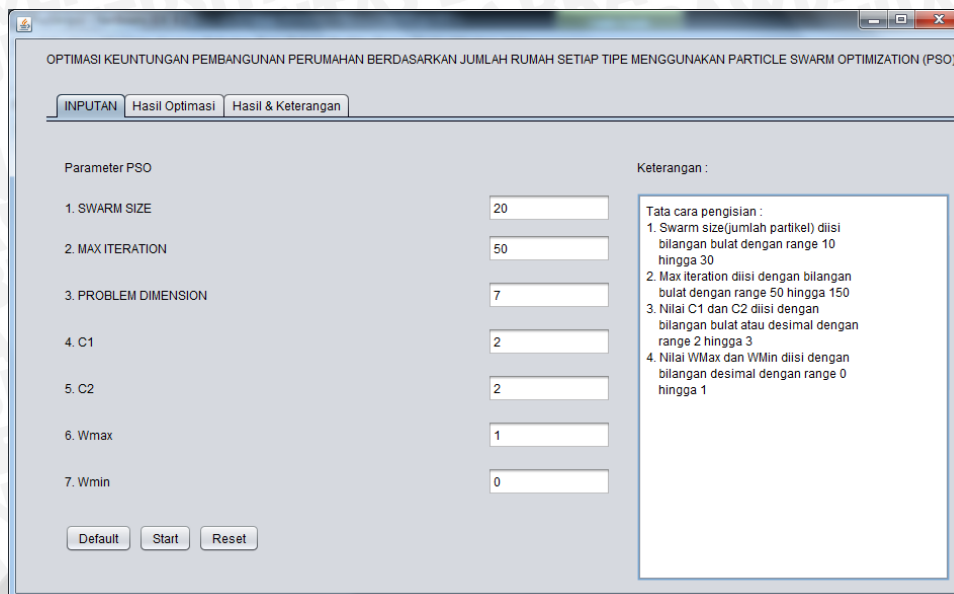 OPTIMASI KEUNTUNGAN PEMBANGUNAN PERUMAHAN BERDASARKAN JUMLAH RUMAH SETIAP TIPE MENGGUNAKAN PARTICLE SWARM OPTIMIZATION (PSO)
INPUTAN Hasil Optimasi Hasil & Keterangan
Parameter PSO
1. SWARM SIZE 20
2. MAX ITERATION 50
3. PROBLEM DIMENSION 7
4. C1 2
5. C2 2
6. Wmax 1
7. Wmin 0
Default Start Reset
Keterangan :
Tata cara pengisian :
1. Swarm size(jumlah partikel) diisi
bilangan bulat dengan range 10
hingga 30
2. Max iteration diisi dengan bilangan
bulat dengan range 50 hingga 150
3. Nilai C1 dan C2 diisi dengan
bilangan bulat atau desimal dengan
range 2 hingga 3
4. Nilai WMax dan WMin diisi dengan
bilangan desimal dengan range 0
hingga 1